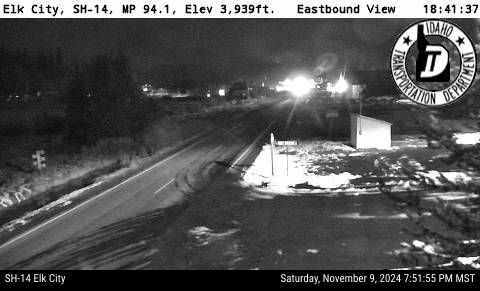 Elk City, SH-14, MP 94.1, Elev 3,939ft. Eastbound View 18:41:37
IDAHO
TRANSPORTATION DEPARTMENT
SH-14 Elk City Saturday, November 9, 2024 7:51:55 PM MST